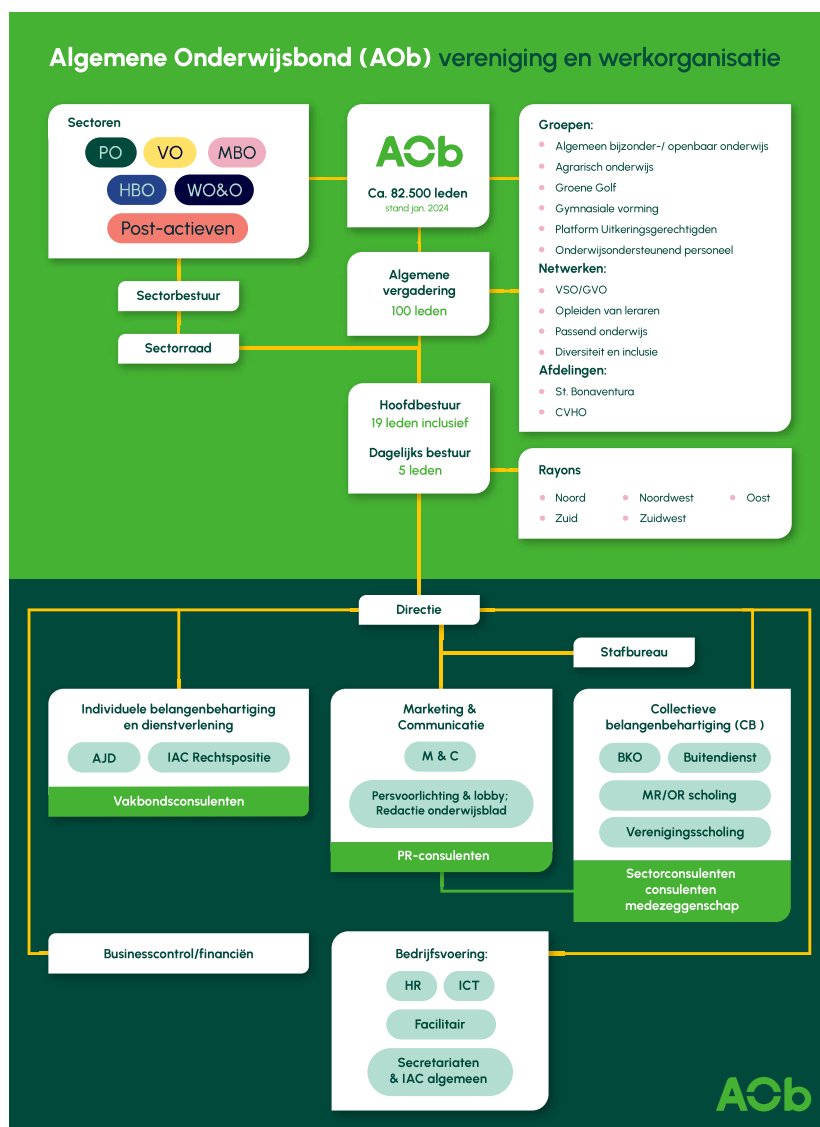 Algemene Onderwijsbond (AOb) vereniging en werkorganisatie
Sectoren
PO
VO
MBO
HBO
WO&O
Post-actieven
Sectorbestuur
Sectorraad
AOb
Ca. 82.500 leden
stand jan. 2024
Algemene
vergadering
100 leden
Hoofdbestuur
19 leden inclusief
Dagelijks bestuur
5 leden
Groepen:
Algemeen bijzonder-/ openbaar onderwijs
Agrarisch onderwijs
Groene Golf
Gymnasiale vorming
Platform Uitkeringsgerechtigden
Onderwijsondersteunend personeel
Netwerken:
VSO/GVO
Opleiden van leraren
Passend onderwijs
Diversiteit en inclusie
Afdelingen:
St. Bonaventura
CVHO
Rayons
Noord
Noordwest
Oost
Zuid
Zuidwest
Directie
Stafbureau
Individuele belangenbehartiging
en dienstverlening
AJD
IAC Rechtspositie
Vakbondsconsulenten
Marketing &
Communicatie
M & C
Persvoorlichting & lobby;
Redactie onderwijsblad
PR-consulenten
Collectieve
belangenbehartiging (CB )
BKO
Buitendienst
MR/OR scholing
Verenigingsscholing
Sectorconsulenten
consulenten
medezeggenschap
Businesscontrol/financiën
Bedrijfsvoering:
HR
ICT
Facilitair
Secretariaten
& IAC algemeen
AOb